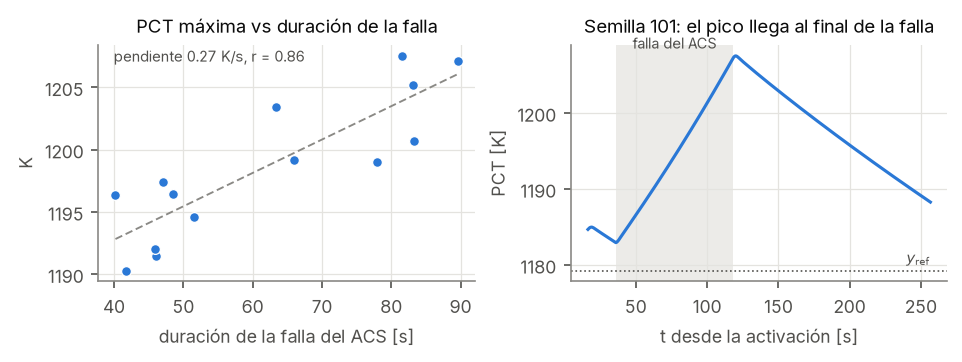 PCT máxima vs duración de la falla
pendiente 0.27 K/s, r = 0.86
K
1205
1200
1195
1190
40 50 60 70 80 90
duración de la falla del ACS [s]
Semilla 101: el pico llega al final de la falla
falla del ACS
PCT [K]
1200
1190
1180
y_ref
50 100 150 200 250
t desde la activación [s]